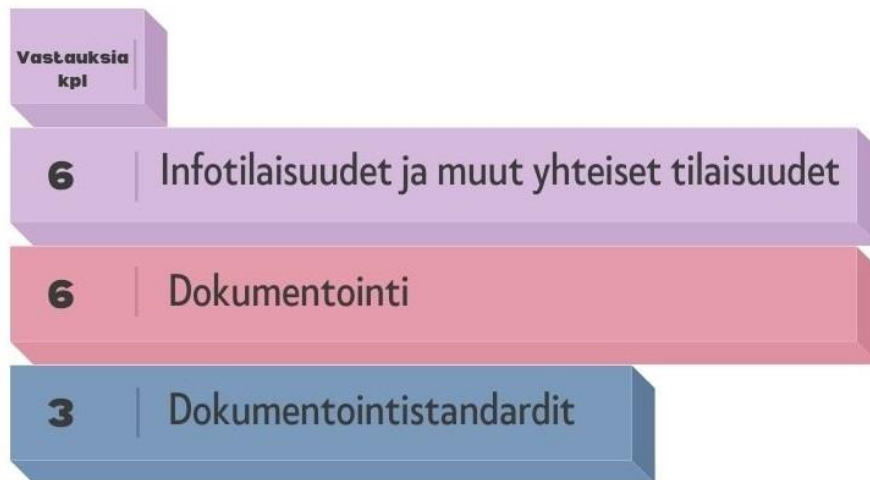 Vastauksia
kpl
6 Infotilaisuudet ja muut yhteiset tilaisuudet
6 Dokumentointi
3 Dokumentointistandardit